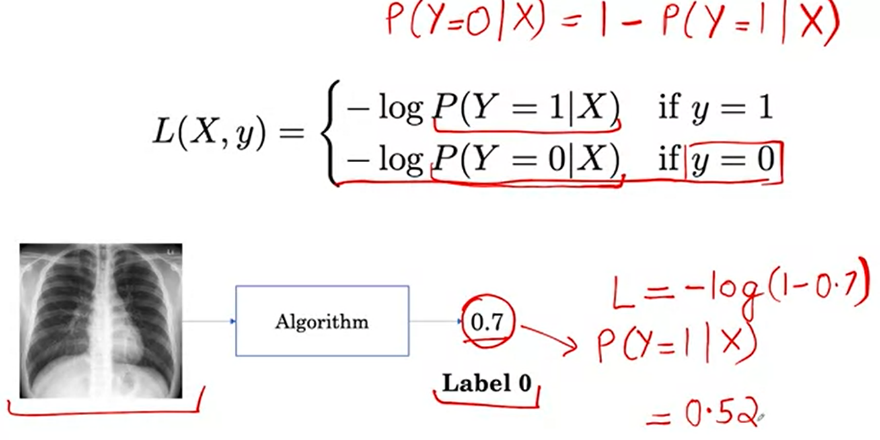 P(Y=0|X) = 1 - P(Y=1|X)
L(X, y) = { - log P(Y = 1|X) if y = 1
- log P(Y = 0|X) if y = 0
Algorithm
0.7
Label 0
L = -log(1-0.7)
P(Y=1|X)
= 0.52